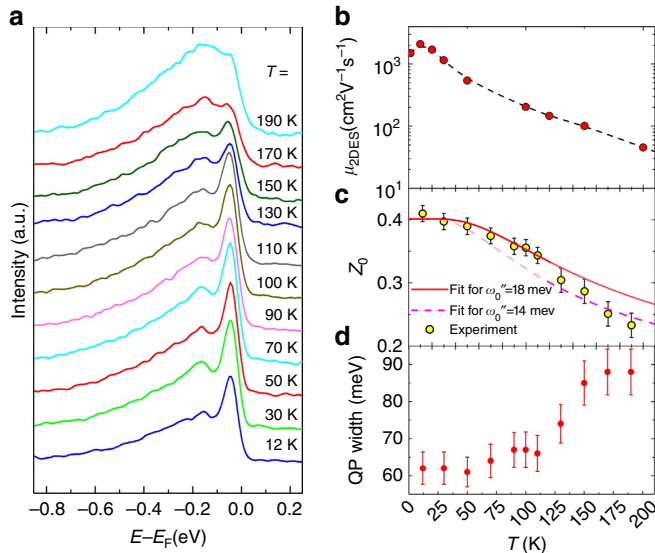 a
T =
190 K
170 K
150 K
130 K
110 K
100 K
90 K
70 K
50 K
30 K
12 K
Intensity (a.u.)
−0.8 −0.6 −0.4 −0.2 0.0 0.2
E−E_F(eV)
b
10³
10²
10¹
μ_2DES(cm²V⁻¹s⁻¹)
c
0.4
0.3
0.2
Z₀
Fit for ω₀″=18 mev
Fit for ω₀″=14 mev
Experiment
d
90
80
70
60
QP width (meV)
0 25 50 75 100 125 150 175 200
T (K)